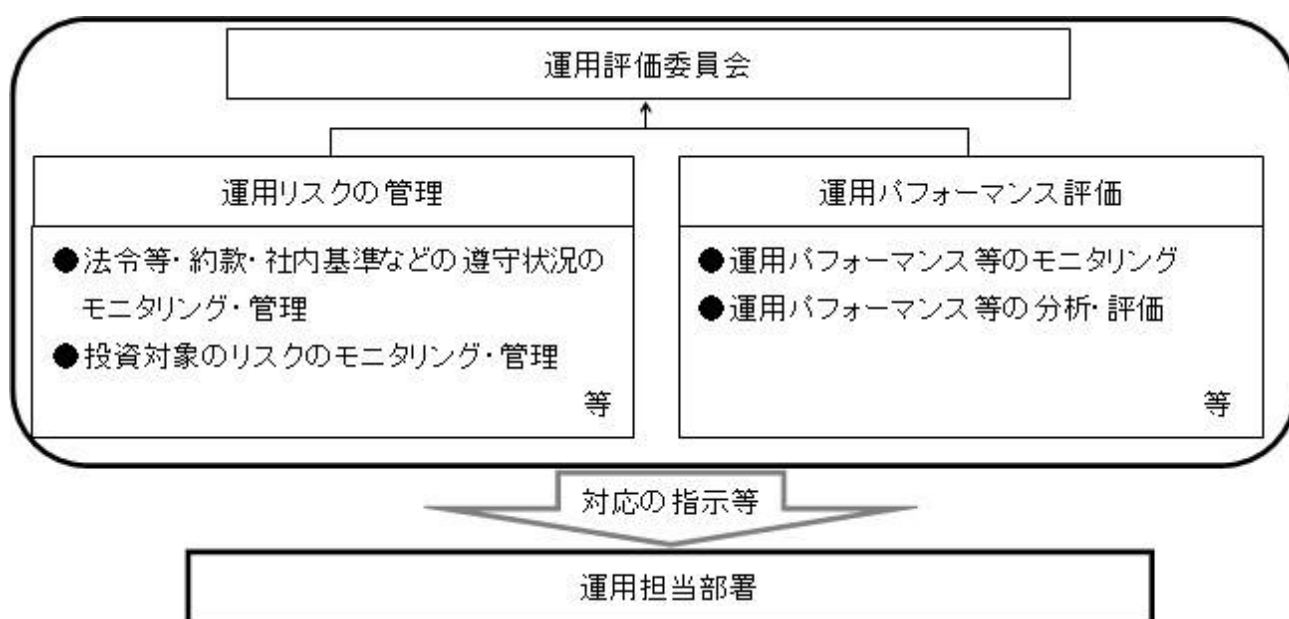 運用評価委員会
運用リスクの管理
●法令等・約款・社内基準などの遵守状況の
モニタリング・管理
●投資対象のリスクのモニタリング・管理
等
運用パフォーマンス評価
●運用パフォーマンス等のモニタリング
●運用パフォーマンス等の分析・評価
等
対応の指示等
運用担当部署